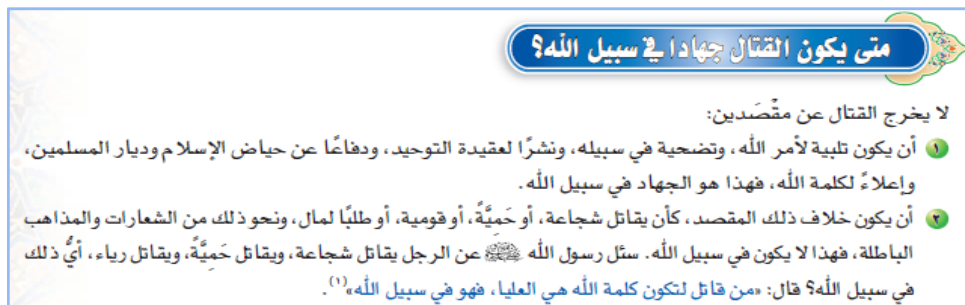 متى يكون القتال جهادا في سبيل الله؟
لا يخرج القتال عن مقْصَدين:
١ أن يكون تلبية لأمر الله، وتضحية في سبيله، ونشرًا لعقيدة التوحيد، ودفاعًا عن حياض الإسلام وديار المسلمين،
وإعلاءً لكلمة الله، فهذا هو الجهاد في سبيل الله.
٢ أن يكون خلاف ذلك المقصد، كأن يقاتل شجاعة، أو حَمِيَّةً، أو قومية، أو طلبًا لمال، ونحو ذلك من الشعارات والمذاهب
الباطلة، فهذا لا يكون في سبيل الله. سئل رسول الله ﷺ عن الرجل يقاتل شجاعة، ويقاتل حَمِيَّةً، ويقاتل رياء، أيُّ ذلك
في سبيل الله؟ قال: «من قاتل لتكون كلمة الله هي العليا، فهو في سبيل الله»(١).